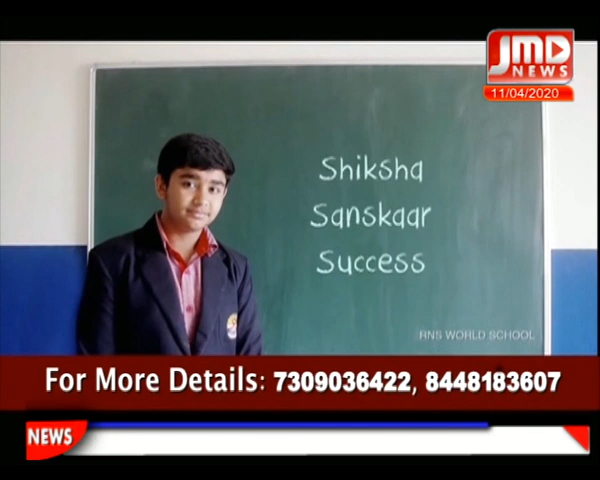 JMD
NEWS
11/04/2020
Shiksha
Sanskaar
Success
RNS WORLD SCHOOL
For More Details: 7309036422, 8448183607
NEWS